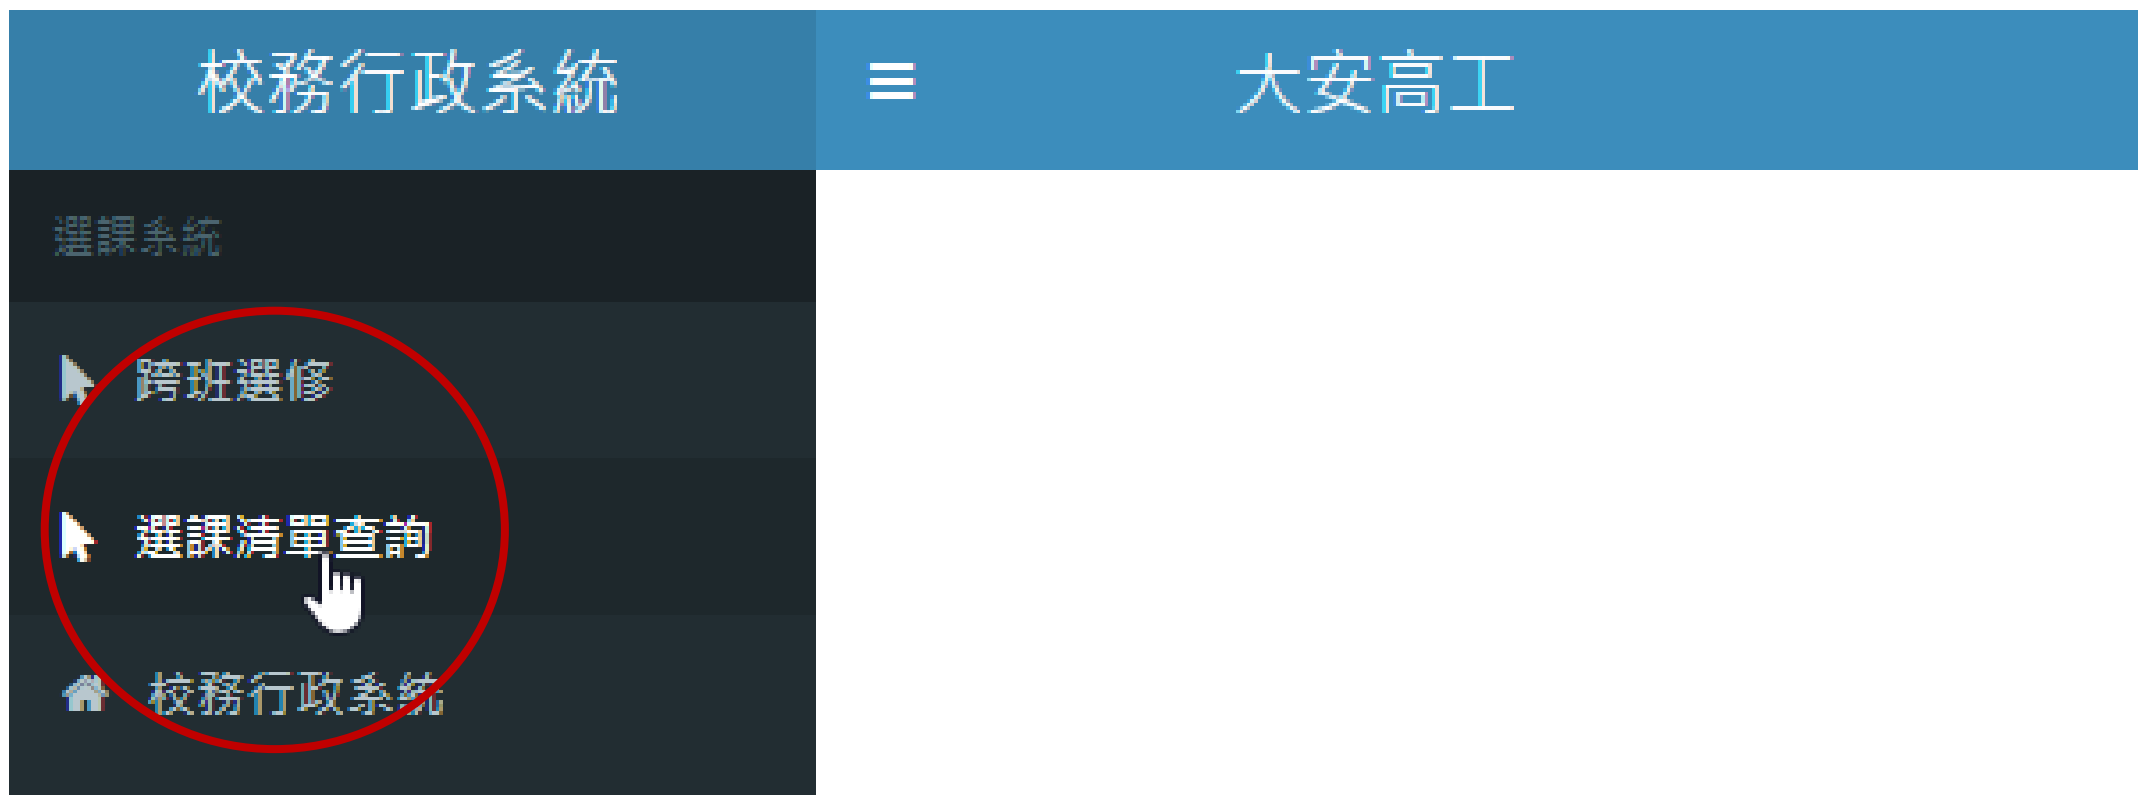 校務行政系統
大安高工
選課系統
跨班選修
選課清單查詢
校務行政系統